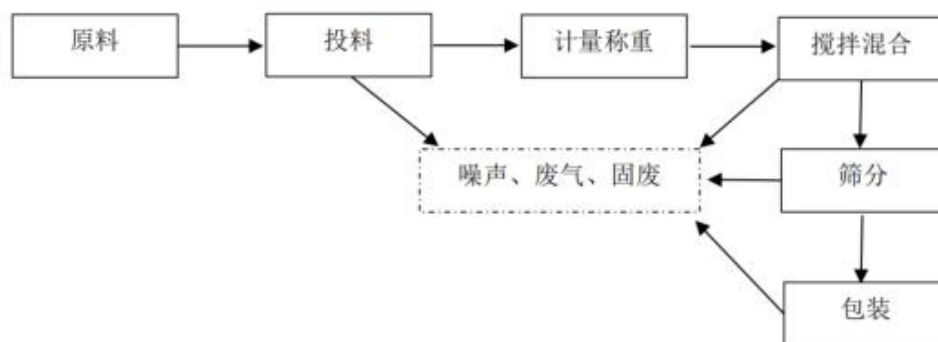 原料
投料
计量称重
搅拌混合
噪声、废气、固废
筛分
包装